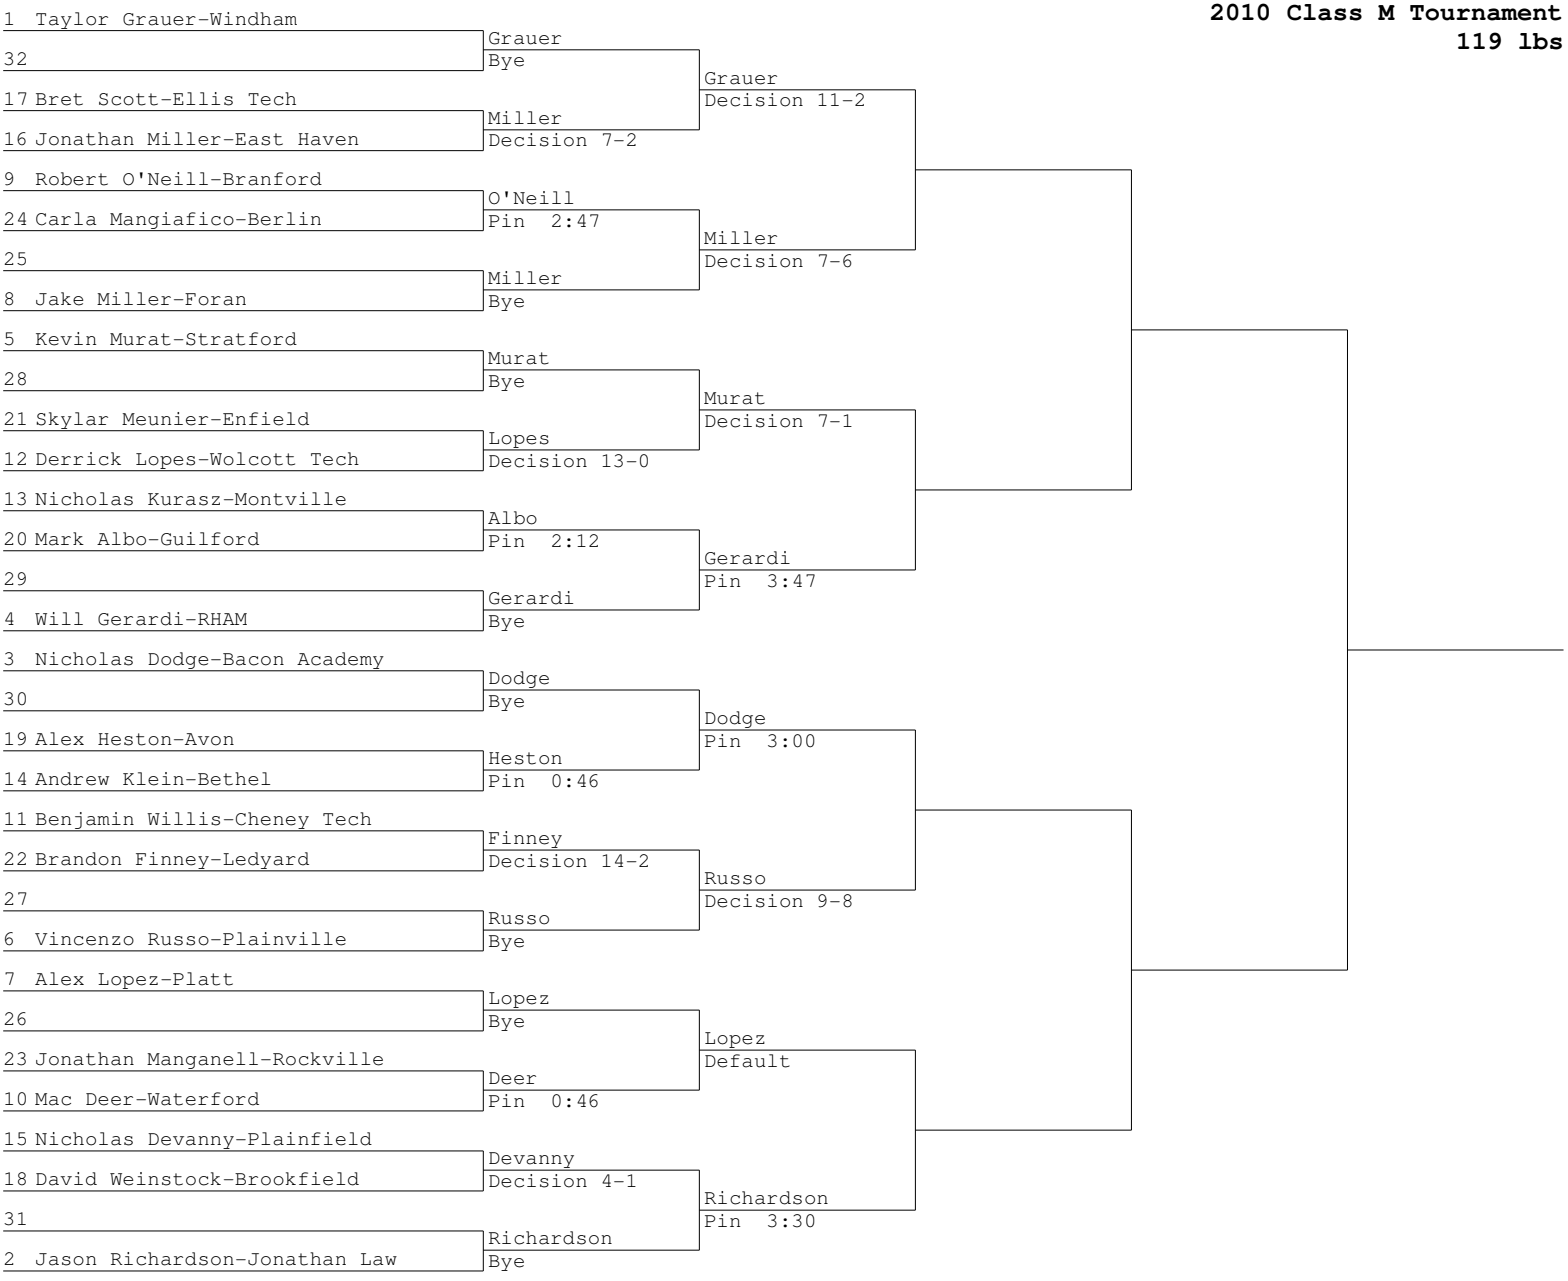 2010 Class M Tournament
119 lbs
1 Taylor Grauer-Windham
Grauer
32
Bye
Grauer
17 Bret Scott-Ellis Tech
Decision 11-2
Miller
16 Jonathan Miller-East Haven
Decision 7-2
9 Robert O'Neill-Branford
O'Neill
24 Carla Mangiafico-Berlin
Pin 2:47
Miller
25
Decision 7-6
Miller
8 Jake Miller-Foran
Bye
5 Kevin Murat-Stratford
Murat
28
Bye
Murat
21 Skylar Meunier-Enfield
Decision 7-1
Lopes
12 Derrick Lopes-Wolcott Tech
Decision 13-0
13 Nicholas Kurasz-Montville
Albo
20 Mark Albo-Guilford
Pin 2:12
Gerardi
29
Pin 3:47
Gerardi
4 Will Gerardi-RHAM
Bye
3 Nicholas Dodge-Bacon Academy
Dodge
30
Bye
Dodge
19 Alex Heston-Avon
Pin 3:00
Heston
14 Andrew Klein-Bethel
Pin 0:46
11 Benjamin Willis-Cheney Tech
Finney
22 Brandon Finney-Ledyard
Decision 14-2
Russo
27
Decision 9-8
Russo
6 Vincenzo Russo-Plainville
Bye
7 Alex Lopez-Platt
Lopez
26
Bye
Lopez
23 Jonathan Manganell-Rockville
Default
Deer
10 Mac Deer-Waterford
Pin 0:46
15 Nicholas Devanny-Plainfield
Devanny
18 David Weinstock-Brookfield
Decision 4-1
Richardson
31
Pin 3:30
Richardson
2 Jason Richardson-Jonathan Law
Bye